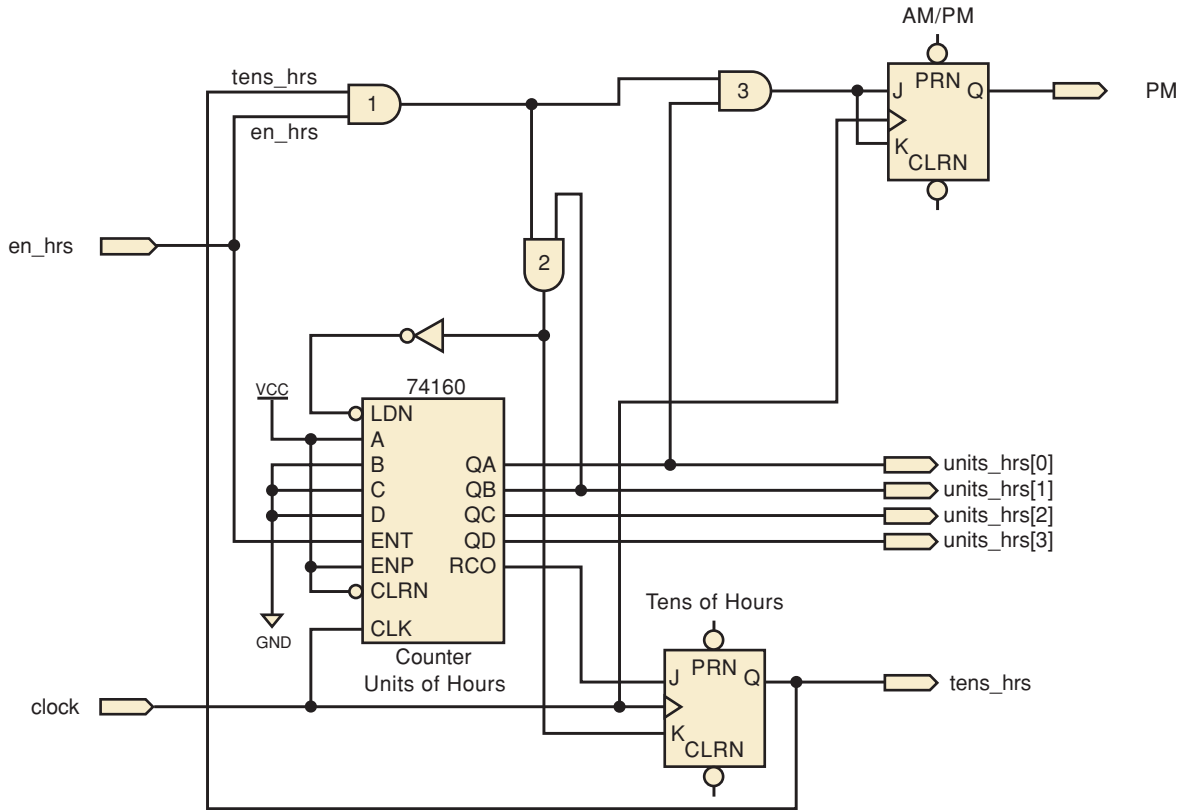 AM/PM
tens_hrs
1
en_hrs
3
J
PRN
Q
K
CLRN
PM
en_hrs
2
VCC
74160
LDN
A
B
C
D
ENT
ENP
CLRN
CLK
QA
QB
QC
QD
RCO
GND
Counter
Units of Hours
units_hrs[0]
units_hrs[1]
units_hrs[2]
units_hrs[3]
Tens of Hours
J
PRN
Q
K
CLRN
tens_hrs
clock